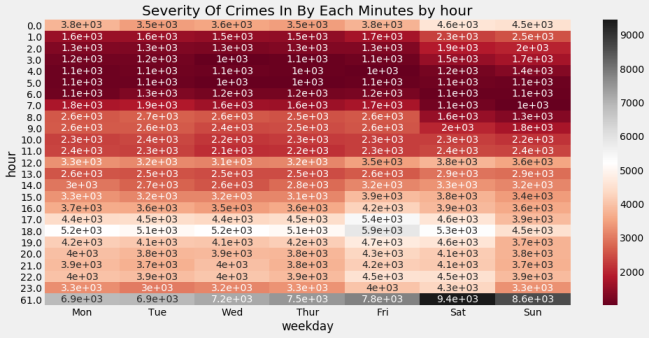 Severity Of Crimes In By Each Minutes by hour
0.0 3.8e+03 3.5e+03 3.6e+03 3.5e+03 3.8e+03 4.6e+03 4.5e+03
1.0 1.6e+03 1.6e+03 1.5e+03 1.5e+03 1.7e+03 2.3e+03 2.5e+03
2.0 1.3e+03 1.3e+03 1.3e+03 1.3e+03 1.3e+03 1.9e+03 2e+03
3.0 1.2e+03 1.2e+03 1e+03 1.1e+03 1.2e+03 1.5e+03 1.7e+03
4.0 1.1e+03 1.1e+03 1.1e+03 1e+03 1e+03 1.2e+03 1.4e+03
5.0 1.1e+03 1.1e+03 1e+03 1e+03 1.1e+03 1.1e+03 1.1e+03
6.0 1.1e+03 1.3e+03 1.2e+03 1.2e+03 1.2e+03 1.1e+03 1.1e+03
7.0 1.8e+03 1.9e+03 1.6e+03 1.6e+03 1.7e+03 1.1e+03 1e+03
8.0 2.6e+03 2.7e+03 2.6e+03 2.5e+03 2.6e+03 1.6e+03 1.3e+03
9.0 2.6e+03 2.6e+03 2.4e+03 2.5e+03 2.6e+03 2e+03 1.8e+03
10.0 2.3e+03 2.4e+03 2.2e+03 2.2e+03 2.3e+03 2.3e+03 2.2e+03
11.0 2.4e+03 2.3e+03 2.1e+03 2.2e+03 2.3e+03 2.4e+03 2.4e+03
12.0 3.3e+03 3.2e+03 3.1e+03 3.2e+03 3.5e+03 3.8e+03 3.6e+03
13.0 2.6e+03 2.5e+03 2.5e+03 2.5e+03 2.6e+03 2.9e+03 2.9e+03
14.0 3e+03 2.7e+03 2.6e+03 2.8e+03 3.2e+03 3.3e+03 3.2e+03
15.0 3.3e+03 3.2e+03 3.2e+03 3.1e+03 3.9e+03 3.8e+03 3.4e+03
16.0 3.7e+03 3.6e+03 3.5e+03 3.6e+03 4.2e+03 3.9e+03 3.6e+03
17.0 4.4e+03 4.5e+03 4.4e+03 4.5e+03 5.4e+03 4.6e+03 3.9e+03
18.0 5.2e+03 5.1e+03 5.2e+03 5.1e+03 5.9e+03 5.3e+03 4.5e+03
19.0 4.2e+03 4.1e+03 4.1e+03 4.2e+03 4.7e+03 4.6e+03 3.7e+03
20.0 4e+03 3.8e+03 3.9e+03 3.8e+03 4.3e+03 4.1e+03 3.8e+03
21.0 3.9e+03 3.7e+03 4e+03 3.8e+03 4.2e+03 4.1e+03 3.7e+03
22.0 4e+03 3.9e+03 4e+03 3.9e+03 4.5e+03 4.5e+03 3.9e+03
23.0 3.3e+03 3e+03 3.2e+03 3.3e+03 4e+03 4.3e+03 3.3e+03
61.0 6.9e+03 6.9e+03 7.2e+03 7.5e+03 7.8e+03 9.4e+03 8.6e+03
Mon Tue Wed Thur Fri Sat Sun
weekday
hour
9000
8000
7000
6000
5000
4000
3000
2000
1000